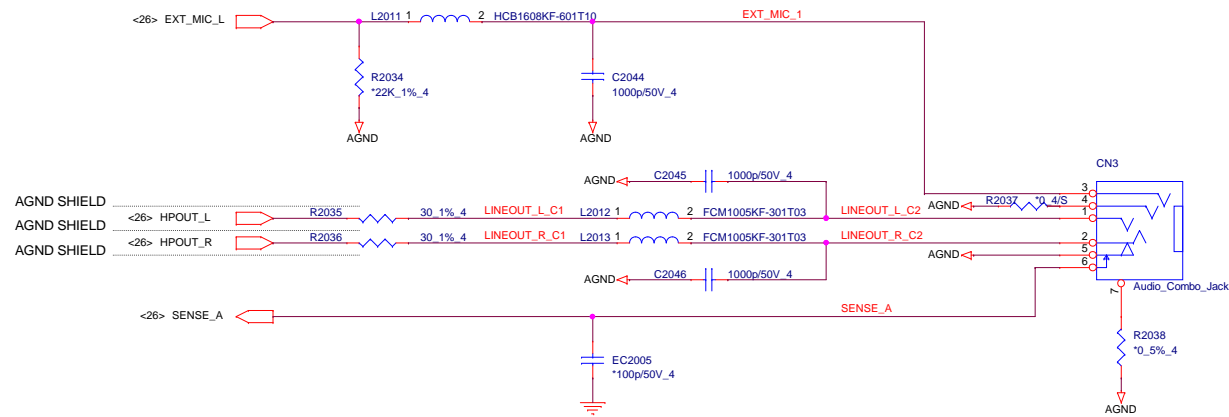 <26> EXT_MIC_L
L2011 1 2 HCB1608KF-601T10
EXT_MIC_1
R2034
*22K_1%_4
AGND
C2044
1000p/50V_4
AGND
CN3
AGND C2045 1000p/50V_4
3
AGND SHIELD
AGND R2037 *0_4/S 4
<26> HPOUT_L R2035 30_1%_4 LINEOUT_L_C1 L2012 1 2 FCM1005KF-301T03 LINEOUT_L_C2 1
AGND SHIELD
<26> HPOUT_R R2036 30_1%_4 LINEOUT_R_C1 L2013 1 2 FCM1005KF-301T03 LINEOUT_R_C2 2
AGND SHIELD
AGND 5
6
AGND C2046 1000p/50V_4
7
Audio_Combo_Jack
<26> SENSE_A
SENSE_A
R2038
*0_5%_4
EC2005
*100p/50V_4
AGND